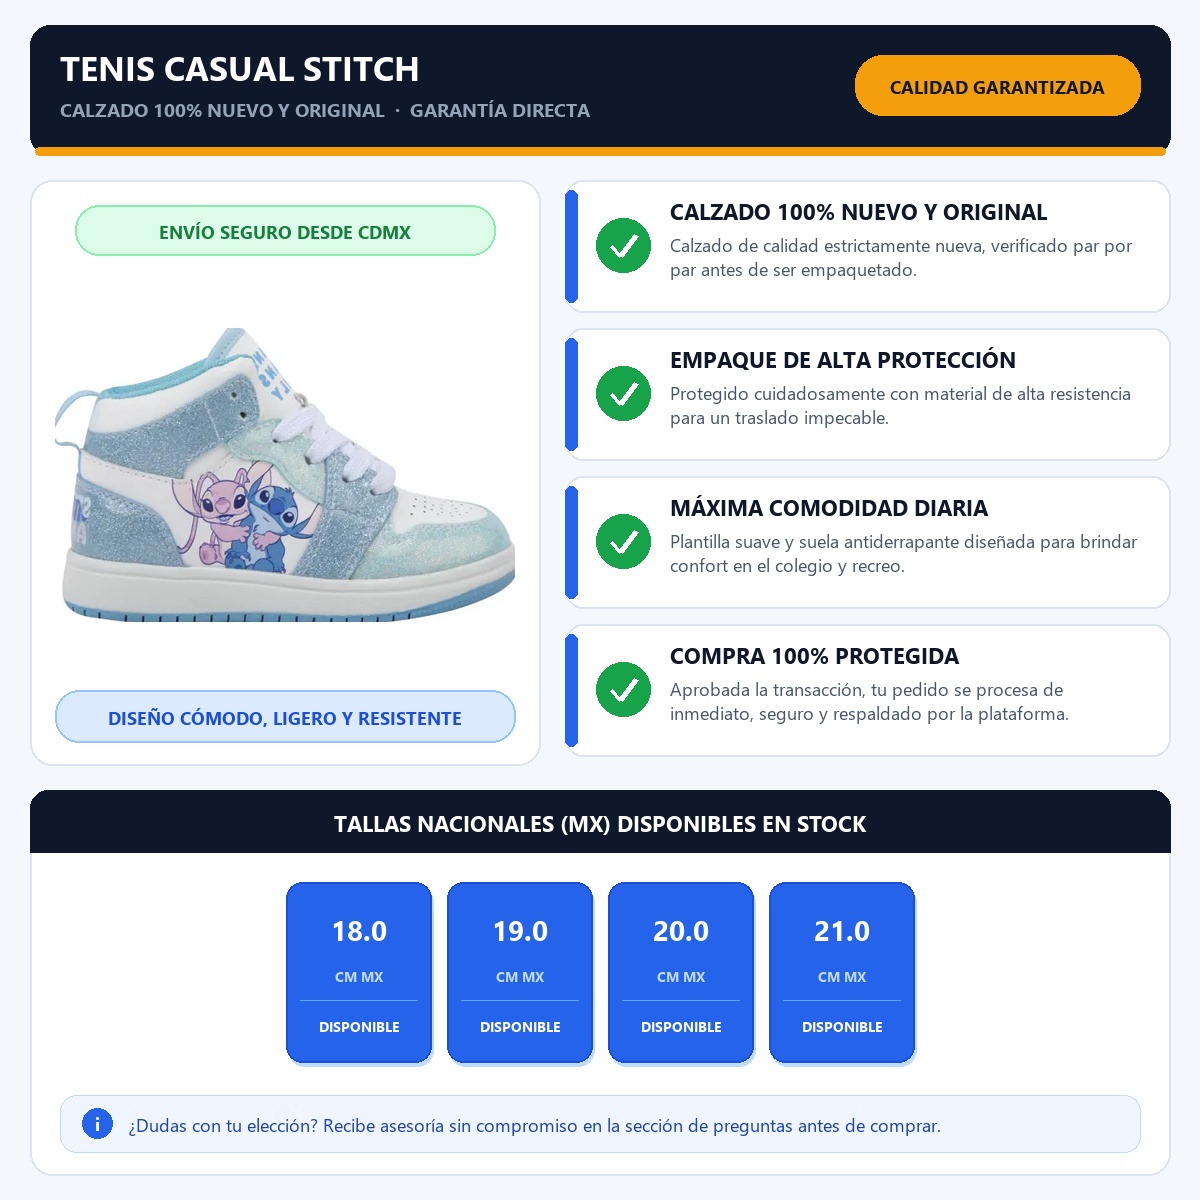 TENIS CASUAL STITCH
CALZADO 100% NUEVO Y ORIGINAL · GARANTÍA DIRECTA
CALIDAD GARANTIZADA
ENVÍO SEGURO DESDE CDMX
DISEÑO CÓMODO, LIGERO Y RESISTENTE
CALZADO 100% NUEVO Y ORIGINAL
Calzado de calidad estrictamente nueva, verificado par por
par antes de ser empaquetado.
EMPAQUE DE ALTA PROTECCIÓN
Protegido cuidadosamente con material de alta resistencia
para un traslado impecable.
MÁXIMA COMODIDAD DIARIA
Plantilla suave y suela antiderrapante diseñada para brindar
confort en el colegio y recreo.
COMPRA 100% PROTEGIDA
Aprobada la transacción, tu pedido se procesa de
inmediato, seguro y respaldado por la plataforma.
TALLAS NACIONALES (MX) DISPONIBLES EN STOCK
18.0
CM MX
DISPONIBLE
19.0
CM MX
DISPONIBLE
20.0
CM MX
DISPONIBLE
21.0
CM MX
DISPONIBLE
¿Dudas con tu elección? Recibe asesoría sin compromiso en la sección de preguntas antes de comprar.